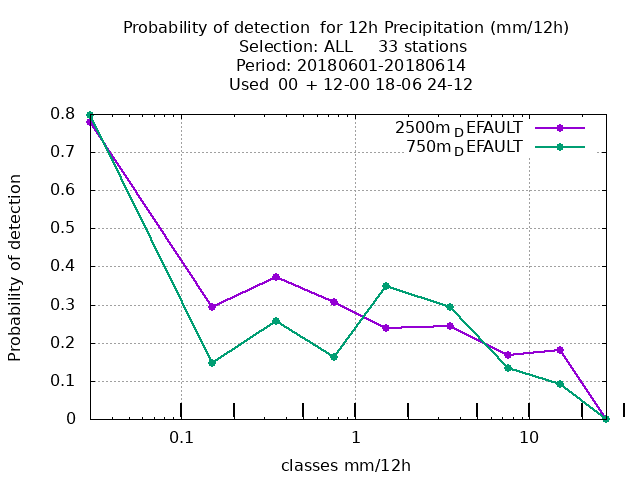 Probability of detection  for 12h Precipitation (mm/12h)
Selection: ALL     33 stations
Period: 20180601-20180614
Used  00  + 12-00 18-06 24-12
0.8
0.7
0.6
0.5
0.4
0.3
0.2
0.1
0
Probability of detection
2500m_DEFAULT
750m_DEFAULT
0.1
1
10
classes mm/12h